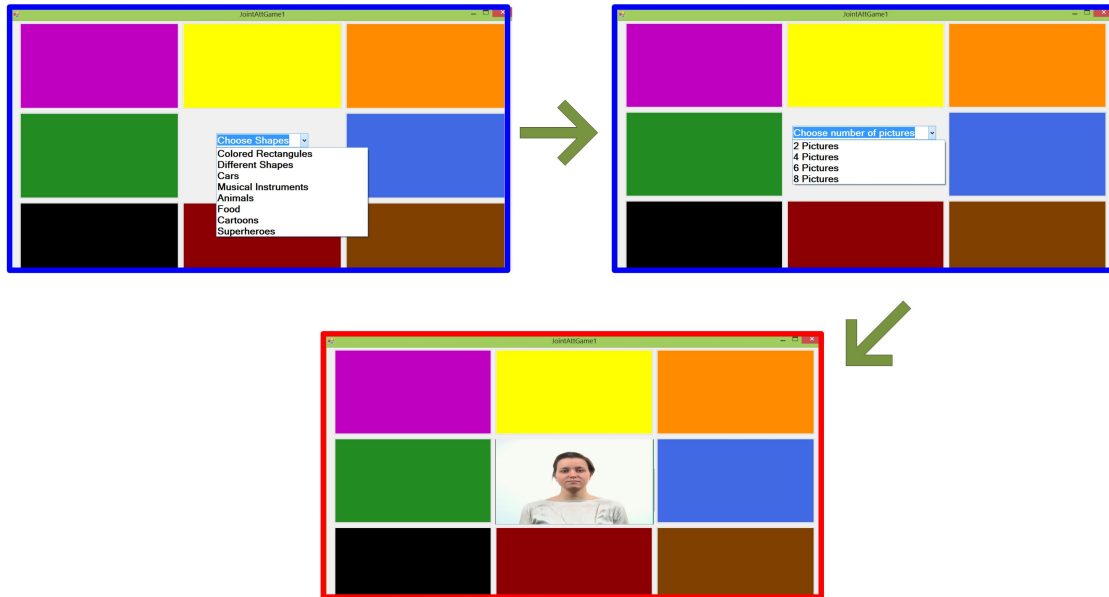 JointAttGame1
Choose Shapes
Colored Rectangules
Different Shapes
Cars
Musical Instruments
Animals
Food
Cartoons
Superheroes
JointAttGame1
Choose number of pictures
2 Pictures
4 Pictures
6 Pictures
8 Pictures
JointAttGame1